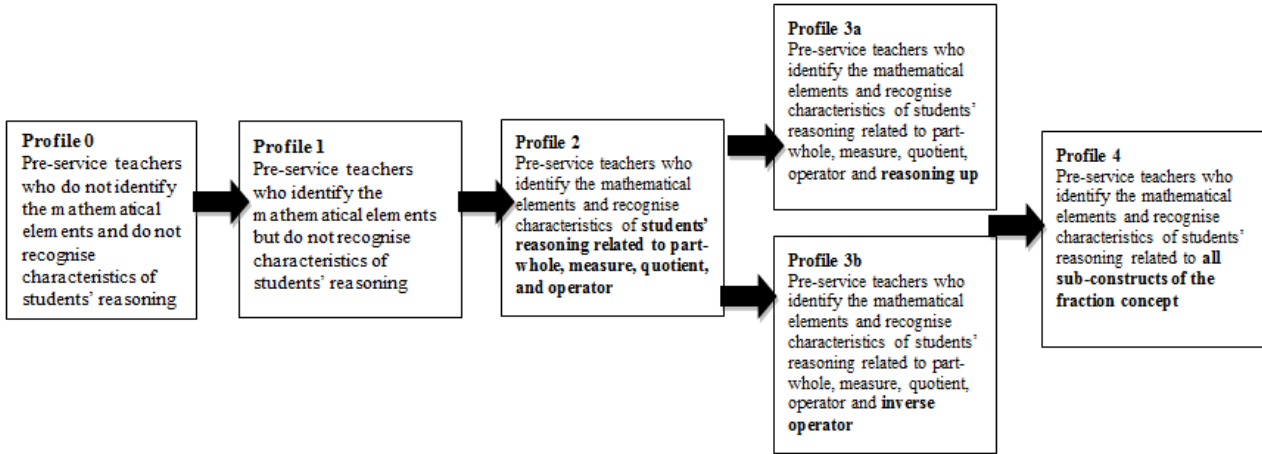 Profile 0
Pre-service teachers
who do not identify
the mathematical
elements and do not
recognise
characteristics of
students' reasoning
Profile 1
Pre-service teachers
who identify the
mathematical elements
but do not recognise
characteristics of
students' reasoning
Profile 2
Pre-service teachers who
identify the mathematical
elements and recognise
characteristics of students'
reasoning related to part-
whole, measure, quotient,
and operator
Profile 3a
Pre-service teachers who
identify the mathematical
elements and recognise
characteristics of students'
reasoning related to part-
whole, measure, quotient,
operator and reasoning up
Profile 3b
Pre-service teachers who
identify the mathematical
elements and recognise
characteristics of students'
reasoning related to part-
whole, measure, quotient,
operator and inverse
operator
Profile 4
Pre-service teachers who
identify the mathematical
elements and recognise
characteristics of students'
reasoning related to all
sub-constructs of the
fraction concept